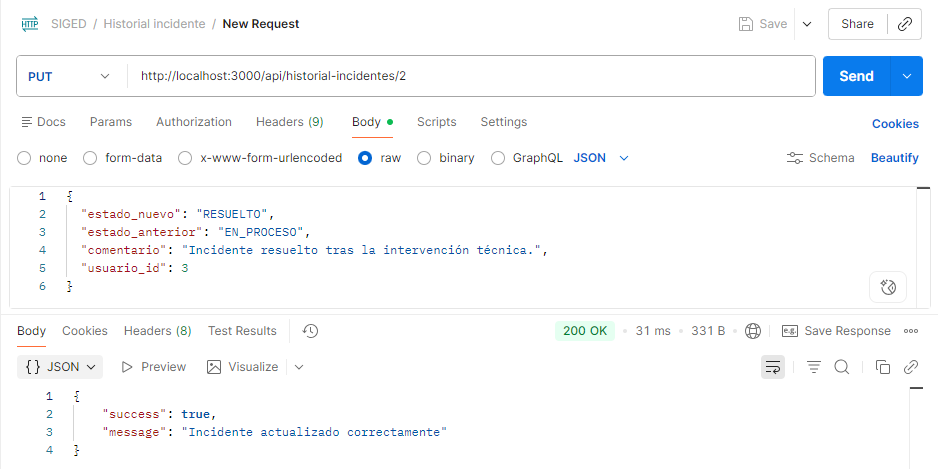 HTTP SIGED / Historial incidente / New Request Save Share
PUT http://localhost:3000/api/historial-incidentes/2 Send
Docs Params Authorization Headers (9) Body Scripts Settings Cookies
none form-data x-www-form-urlencoded raw binary GraphQL JSON Schema Beautify
1 {
2 "estado_nuevo": "RESUELTO",
3 "estado_anterior": "EN_PROCESO",
4 "comentario": "Incidente resuelto tras la intervención técnica.",
5 "usuario_id": 3
6 }
Body Cookies Headers (8) Test Results 200 OK • 31 ms • 331 B • e.g. Save Response
{} JSON Preview Visualize
1 {
2 "success": true,
3 "message": "Incidente actualizado correctamente"
4 }